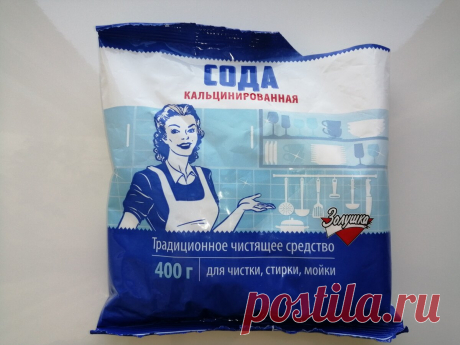 СОДА
КАЛЬЦИНИРОВАННАЯ
Золушка
Традиционное чистящее средство
400 г
для чистки, стирки, мойки
postila.ru